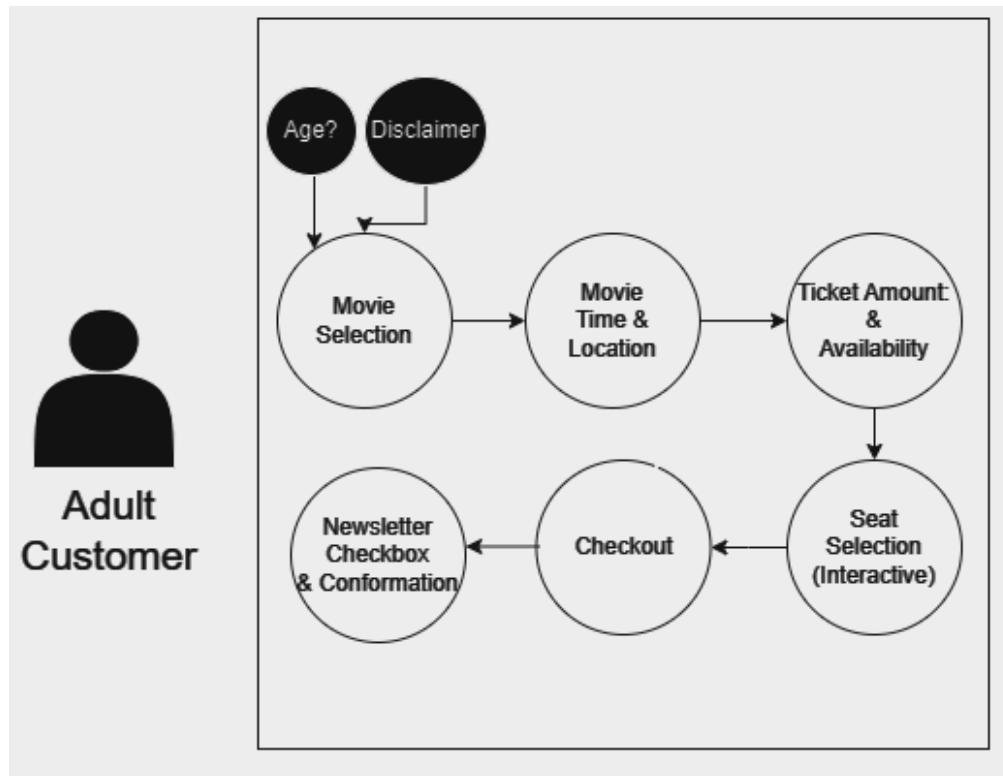 Age?
Disclaimer
Movie
Selection
Movie
Time &
Location
Ticket Amount:
&
Availability
Adult
Customer
Newsletter
Checkbox
& Conformation
Checkout
Seat
Selection
(Interactive)